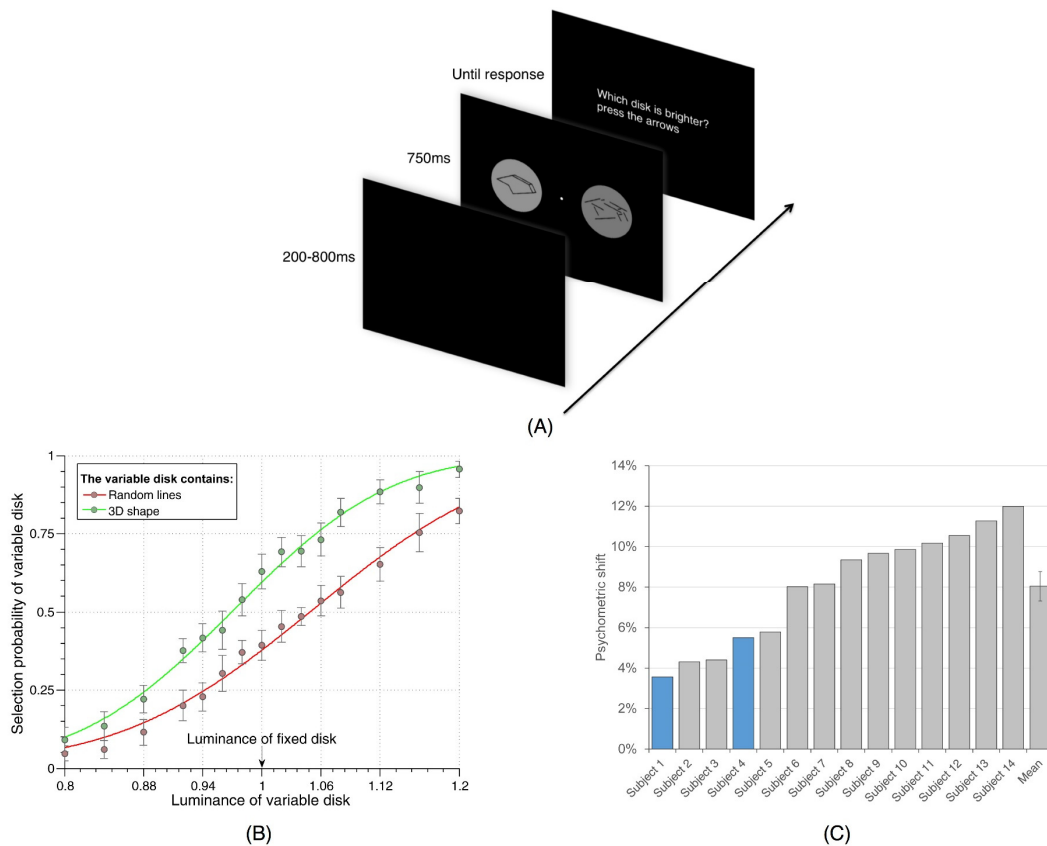 Until response
Which disk is brighter?
press the arrows
750ms
200-800ms
(A)
Selection probability of variable disk
1
0.75
0.5
0.25
0
The variable disk contains:
Random lines
3D shape
Luminance of fixed disk
0.8
0.88
0.94
1
1.06
1.12
1.2
Luminance of variable disk
(B)
Psychometric shift
14%
12%
10%
8%
6%
4%
2%
0%
Subject 1
Subject 2
Subject 3
Subject 4
Subject 5
Subject 6
Subject 7
Subject 8
Subject 9
Subject 10
Subject 11
Subject 12
Subject 13
Subject 14
Mean
(C)